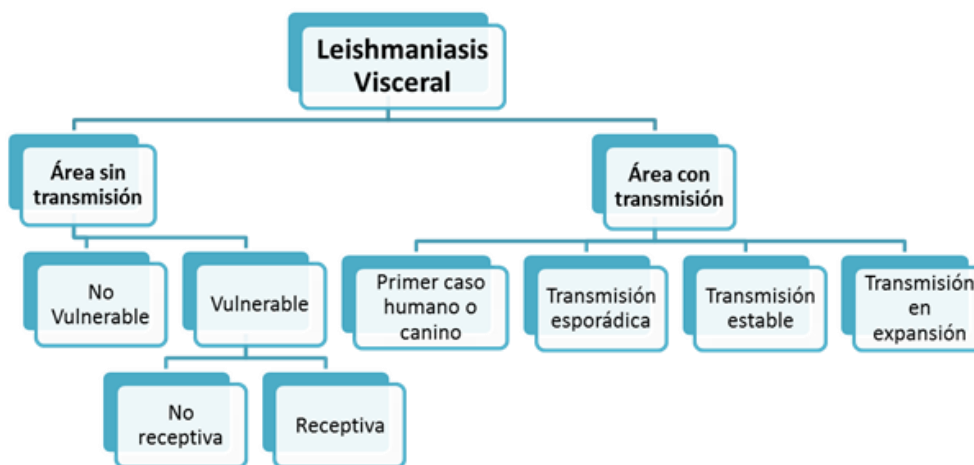 Leishmaniasis
Visceral
Área sin
transmisión
Área con
transmisión
No
Vulnerable
Vulnerable
Primer caso
humano o
canino
Transmisión
esporádica
Transmisión
estable
Transmisión
en
expansión
No
receptiva
Receptiva